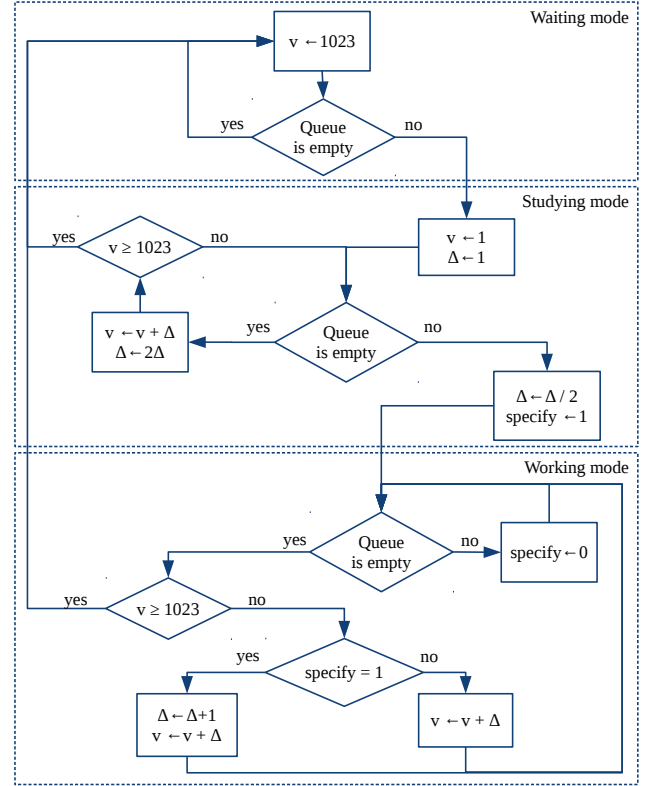 Waiting mode
v ←1023
yes
Queue
is empty
no
Studying mode
yes
v ≥ 1023
no
v ←1
Δ←1
v ←v + Δ
Δ←2Δ
yes
Queue
is empty
no
Δ←Δ / 2
specify ←1
Working mode
yes
Queue
is empty
no
specify←0
yes
v ≥ 1023
no
yes
specify = 1
no
Δ←Δ+1
v ←v + Δ
v ←v + Δ